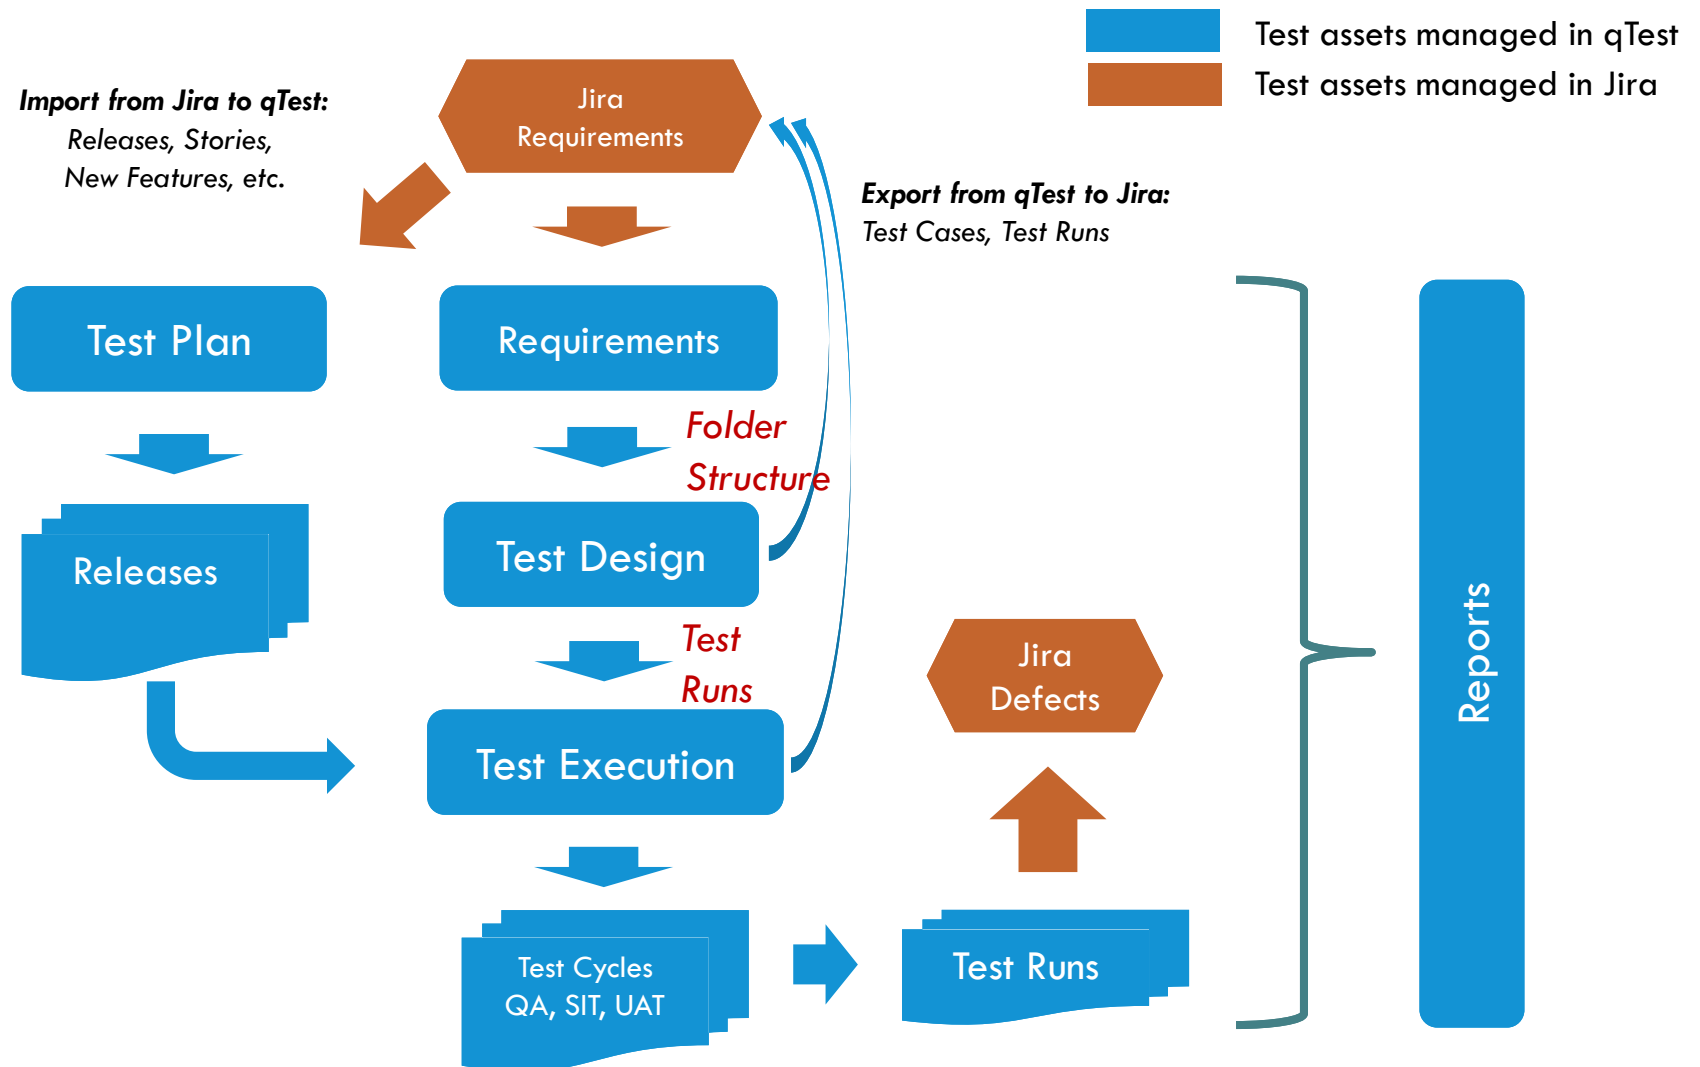 Test assets managed in qTest
Test assets managed in Jira
Import from Jira to qTest:
Releases, Stories,
New Features, etc.
Jira
Requirements
Export from qTest to Jira:
Test Cases, Test Runs
Test Plan
Requirements
Folder
Structure
Releases
Test Design
Test
Runs
Jira
Defects
Test Execution
Test Cycles
QA, SIT, UAT
Test Runs
Reports